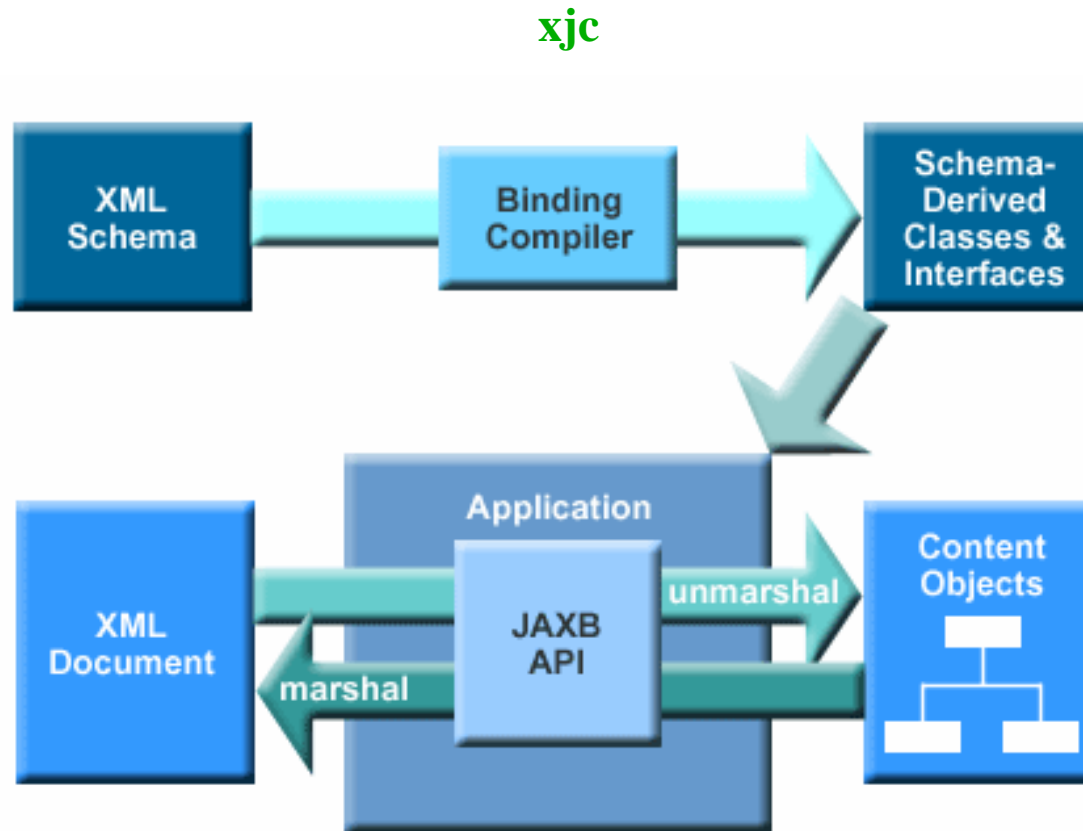 xjc
XML
Schema
Binding
Compiler
Schema-
Derived
Classes &
Interfaces
Application
XML
Document
unmarshal
marshal
JAXB
API
Content
Objects